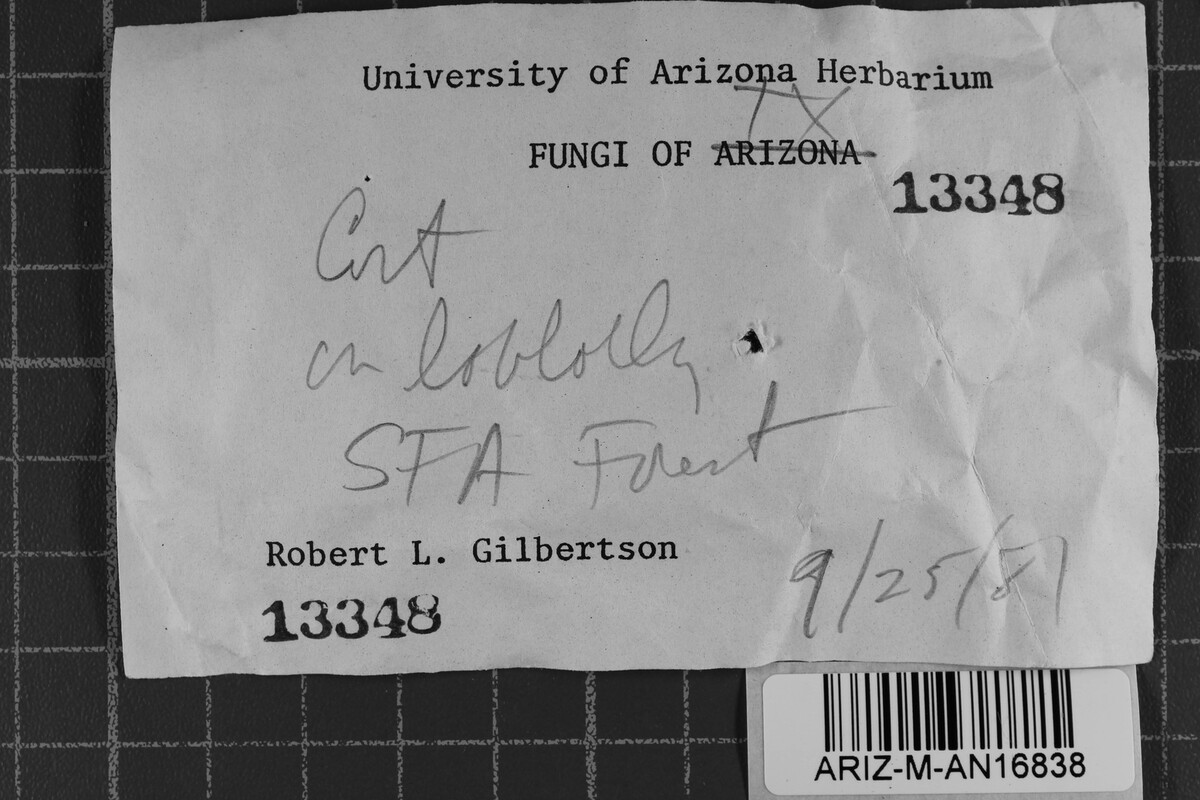 University of Arizona Herbarium
TX
FUNGI OF ARIZONA
13348
Cort
on loblolly
SFA Forest
Robert L. Gilbertson
13348
9/25/81
ARIZ-M-AN16838